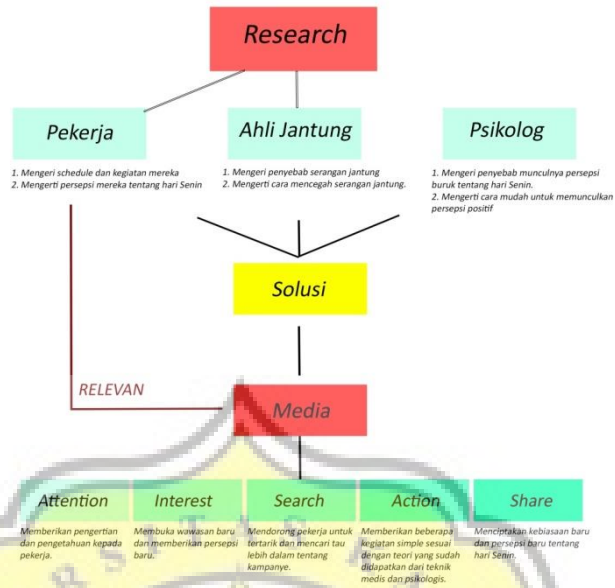 Research
Pekerja
1. Mengeri schedule dan kegiatan mereka
2. Mengerti persepsi mereka tentang hari Senin
Ahli Jantung
1. Mengeri penyebab serangan jantung
2. Mengerti cara mencegah serangan jantung.
Psikolog
1. Mengeri penyebab munculnya persepsi
buruk tentang hari Senin.
2. Mengerti cara mudah untuk memunculkan
persepsi positif
Solusi
RELEVAN
Media
Attention
Memberikan pengertian
dan pengetahuan kepada
pekerja.
Interest
Membuka wawasan baru
dan memberikan persepsi
baru.
Search
Mendorong pekerja untuk
tertarik dan mencari tau
lebih dalam tentang
kampanye.
Action
Memberikan beberapa
kegiatan simple sesuai
dengan teori yang sudah
didapatkan dari teknik
medis dan psikologis.
Share
Menciptakan kebiasaan baru
dan persepsi baru tentang
hari Senin.